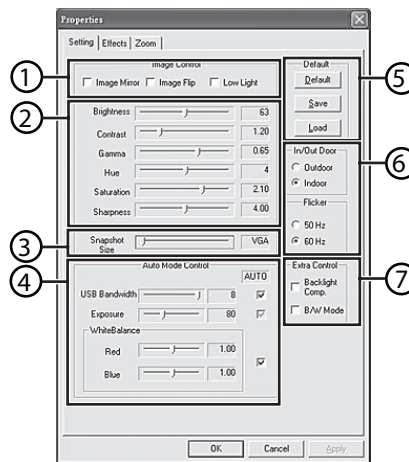 Properties
Setting Effects Zoom
1
Image Control
Image Mirror Image Flip Low Light
2
Brightness 63
Contrast 1.20
Gamma 0.65
Hue 4
Saturation 2.10
Sharpness 4.00
3
Snapshot Size VGA
4
Auto Mode Control
AUTO
USB Bandwidth 8
Exposure 80
WhiteBalance
Red 1.00
Blue 1.00
Default
5
Default
Save
Load
In/Out Door
6
Outdoor
Indoor
Flicker
50 Hz
60 Hz
Extra Control
7
Backlight
Comp.
B/W Mode
OK Cancel Apply